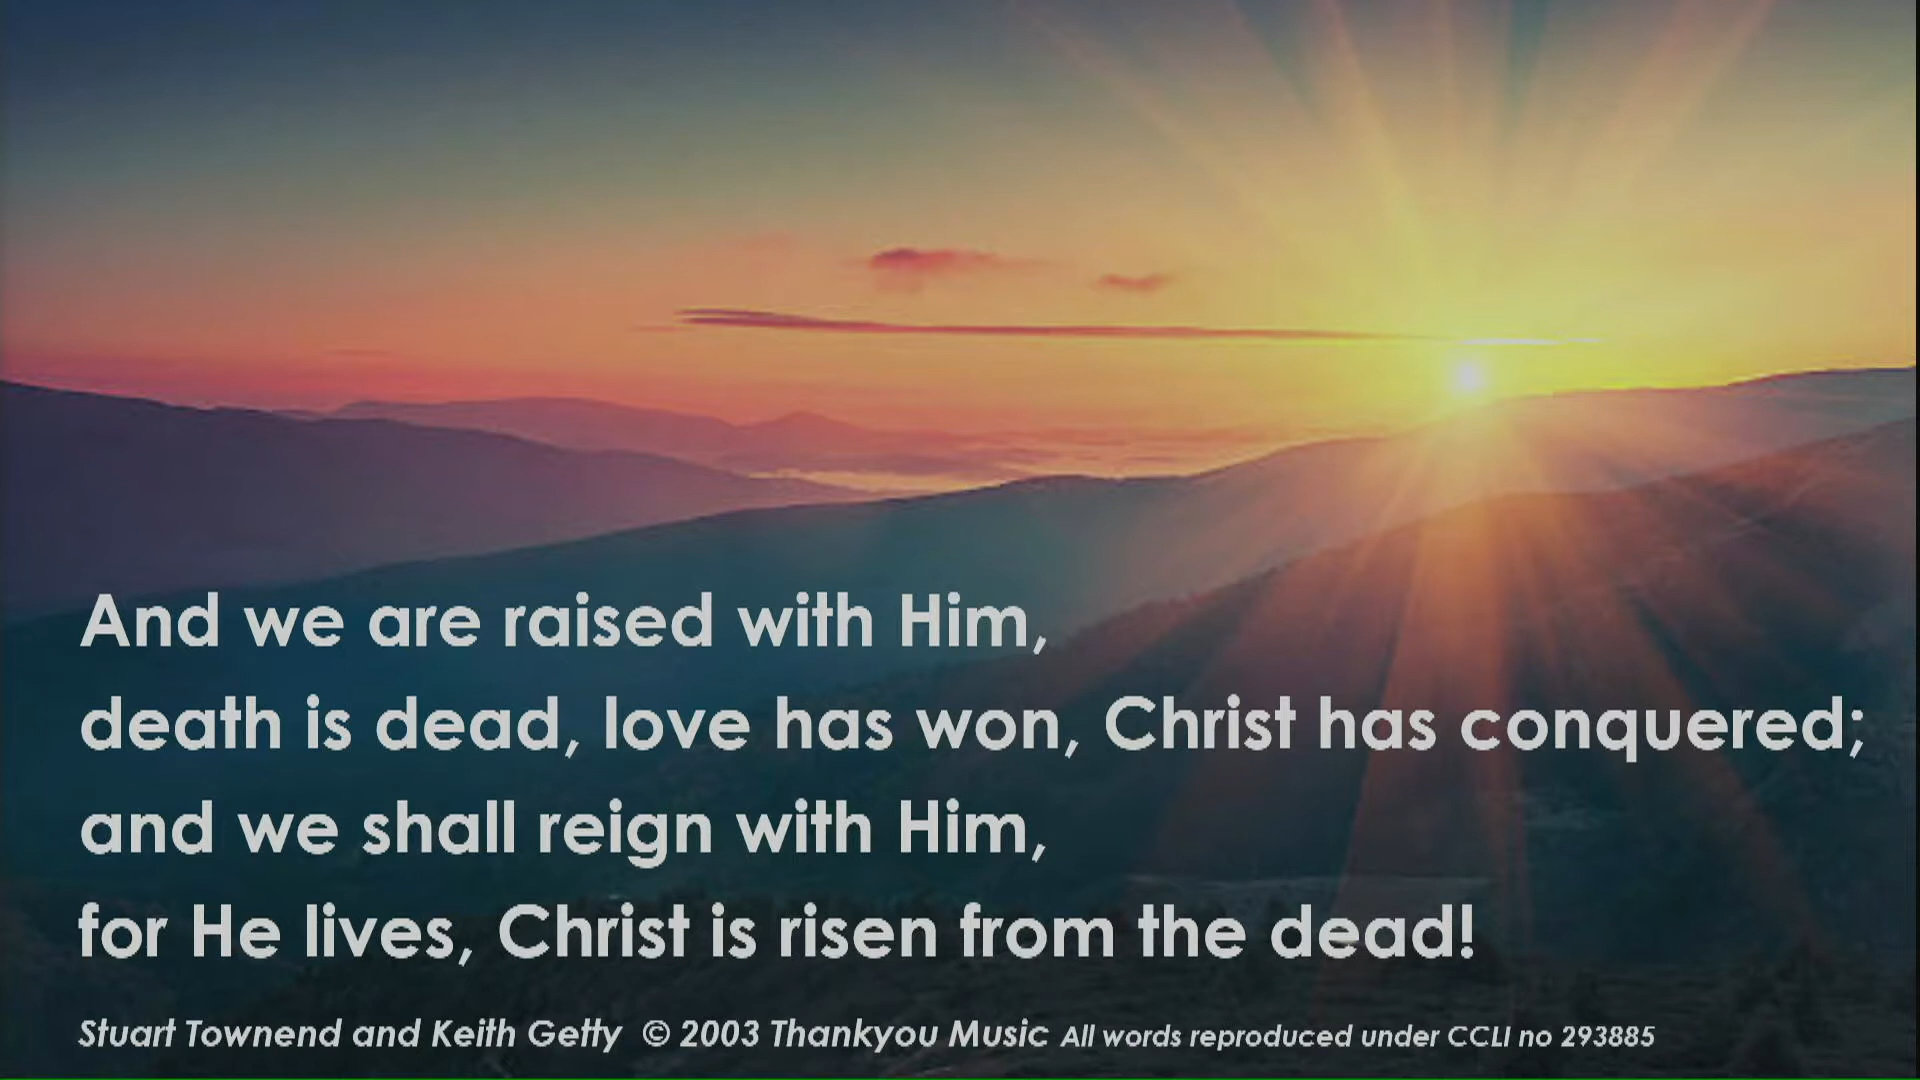 And we are raised with Him,
death is dead, love has won, Christ has conquered;
and we shall reign with Him,
for He lives, Christ is risen from the dead!
Stuart Townend and Keith Getty © 2003 Thankyou Music All words reproduced under CCLI no 293885